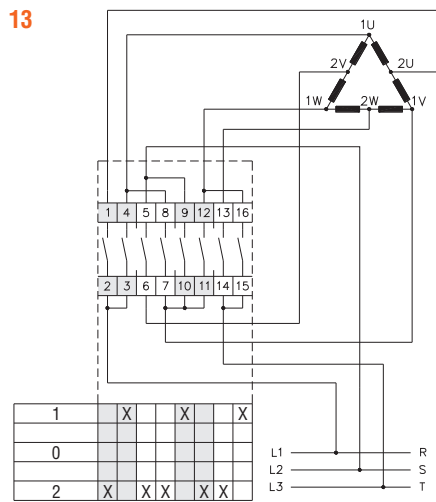 13
1U
2V 2U
1W 2W 1V
1 4 5 8 9 12 13 16
2 3 6 7 10 11 14 15
1 X X X
0
2 X X X X X
L1 R
L2 S
L3 T